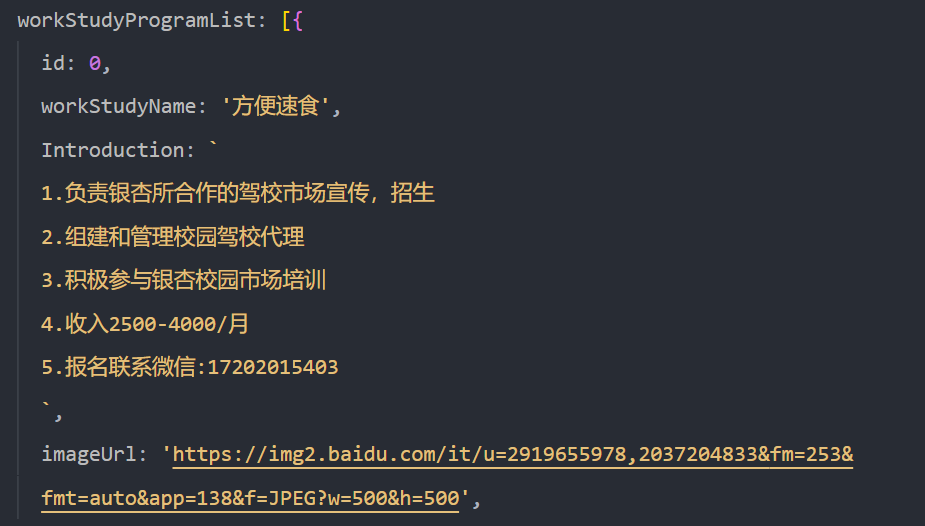 workStudyProgramList: [{
id: 0,
workStudyName: '方便速食',
Introduction: `
1.负责银杏所合作的驾校市场宣传，招生
2.组建和管理校园驾校代理
3.积极参与银杏校园市场培训
4.收入2500-4000/月
5.报名联系微信:17202015403
`,
imageUrl: 'https://img2.baidu.com/it/u=2919655978,2037204833&fm=253&
fmt=auto&app=138&f=JPEG?w=500&h=500',